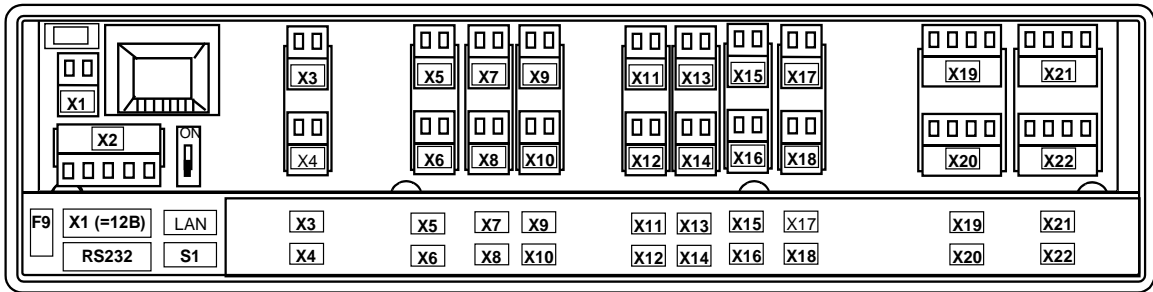 X3 X5 X7 X9 X11 X13 X15 X17 X19 X21
X1
X2 ON
X4 X6 X8 X10 X12 X14 X16 X18 X20 X22
F9 X1 (=12B) LAN X3 X5 X7 X9 X11 X13 X15 X17 X19 X21
RS232 S1 X4 X6 X8 X10 X12 X14 X16 X18 X20 X22